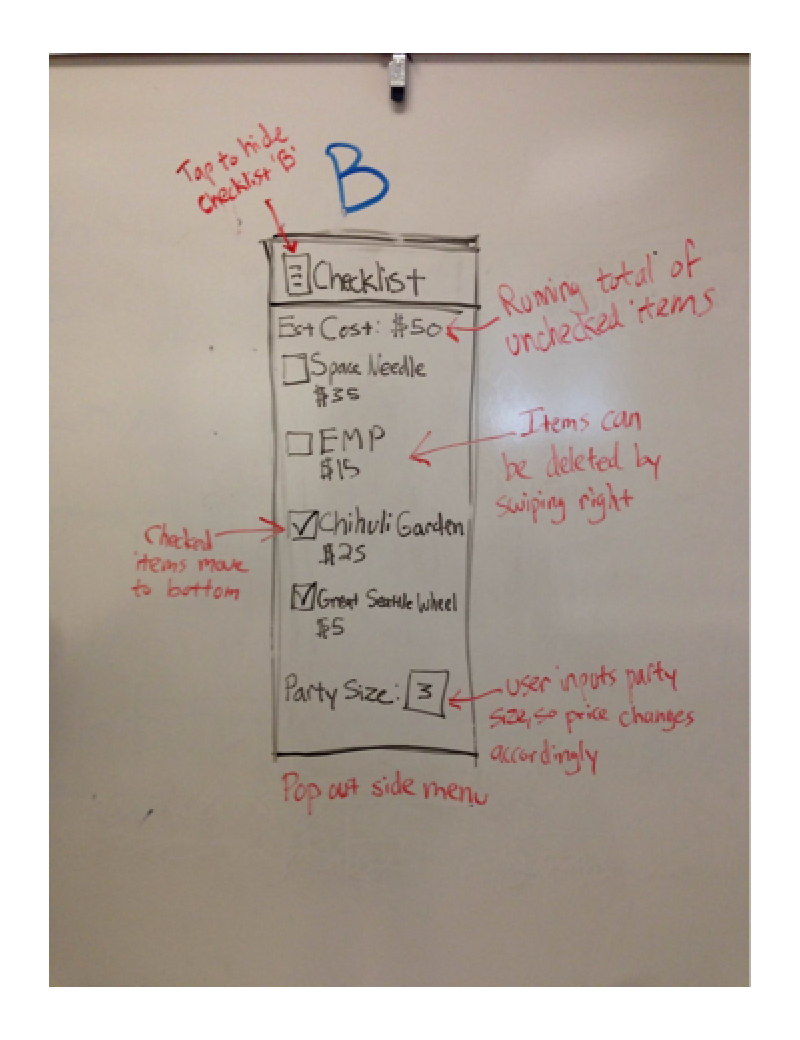 Tap to hide
Checklist 'B'
B
Checklist
Est Cost: $50
Running total of
unchecked items
Space Needle
$35
EMP
$15
Items can
be deleted by
swiping right
Checked
items move
to bottom
Chihuli Garden
$25
Great Seattle Wheel
$5
Party Size: 3
user inputs party
size, so price changes
accordingly
Pop out side menu